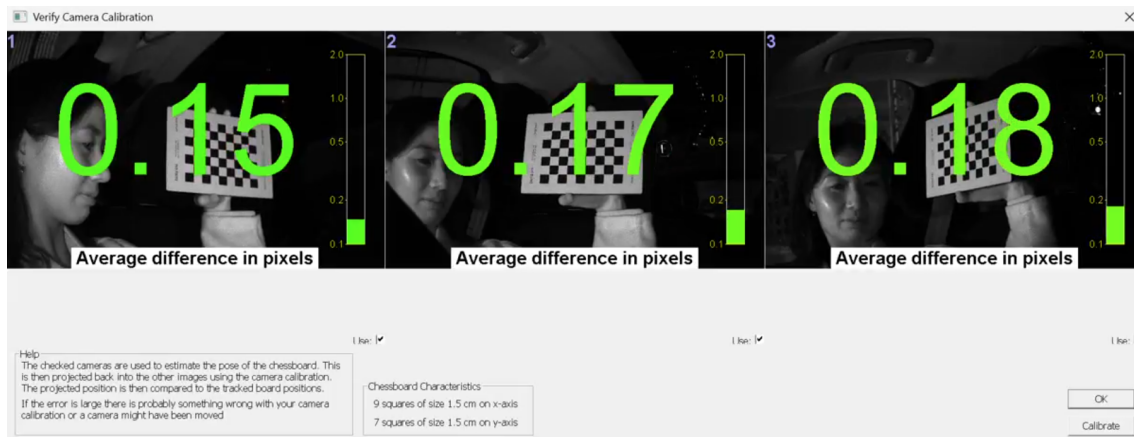 Verify Camera Calibration
1
2
3
0.15
0.17
0.18
2.0
1.0
0.5
0.2
0.1
2.0
1.0
0.5
0.2
0.1
2.0
1.0
0.5
0.2
0.1
Average difference in pixels
Average difference in pixels
Average difference in pixels
Use:
Use:
Use:
Help
The checked cameras are used to estimate the pose of the chessboard. This
is then projected back into the other images using the camera calibration.
The projected position is then compared to the tracked board positions.
If the error is large there is probably something wrong with your camera
calibration or a camera might have been moved
Chessboard Characteristics
9 squares of size 1.5 cm on x-axis
7 squares of size 1.5 cm on y-axis
OK
Calibrate